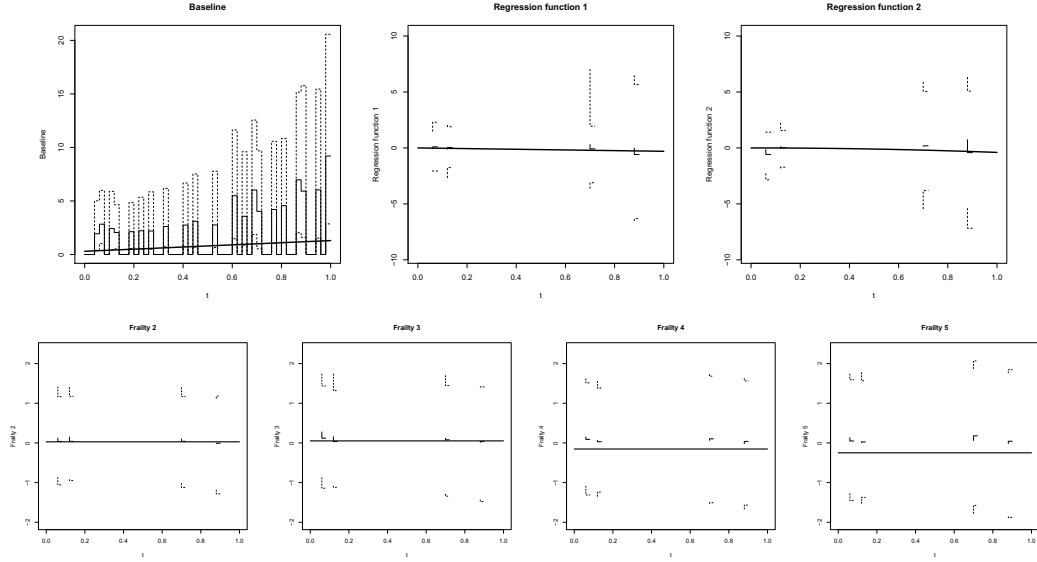 Baseline
Baseline
0 5 10 15 20
0.0 0.2 0.4 0.6 0.8 1.0
t
Regression function 1
Regression function 1
−10 −5 0 5 10
0.0 0.2 0.4 0.6 0.8 1.0
t
Regression function 2
Regression function 2
−10 −5 0 5 10
0.0 0.2 0.4 0.6 0.8 1.0
t
Frailty 2
Frailty 2
−2 −1 0 1 2
0.0 0.2 0.4 0.6 0.8 1.0
t
Frailty 3
Frailty 3
−2 −1 0 1 2
0.0 0.2 0.4 0.6 0.8 1.0
t
Frailty 4
Frailty 4
−2 −1 0 1 2
0.0 0.2 0.4 0.6 0.8 1.0
t
Frailty 5
Frailty 5
−2 −1 0 1 2
0.0 0.2 0.4 0.6 0.8 1.0
t